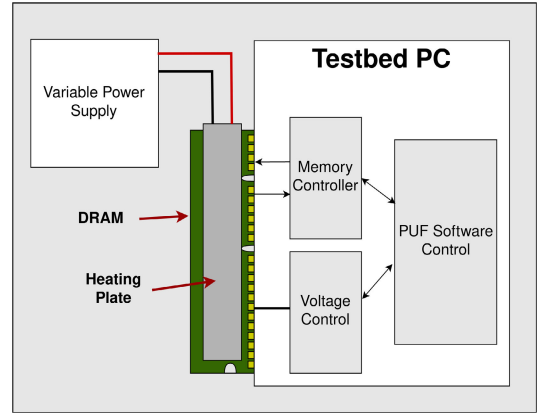 Testbed PC
Variable Power
Supply
Memory
Controller
DRAM
PUF Software
Control
Heating
Plate
Voltage
Control